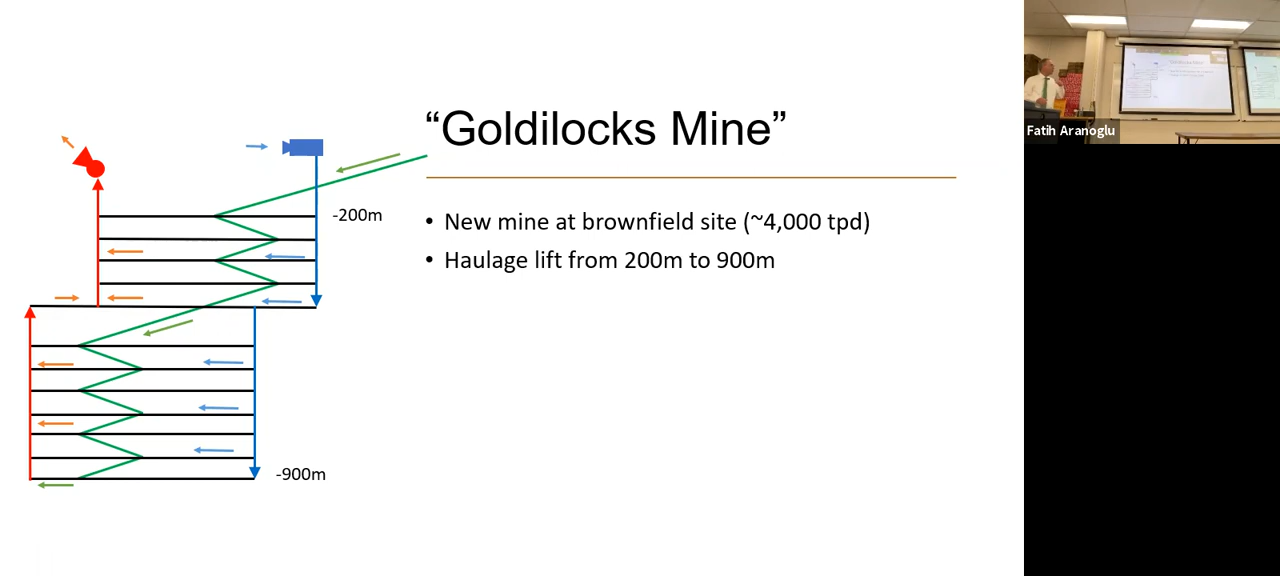 “Goldilocks Mine”
-200m
• New mine at brownfield site (~4,000 tpd)
• Haulage lift from 200m to 900m
-900m
Fatih Aranoglu